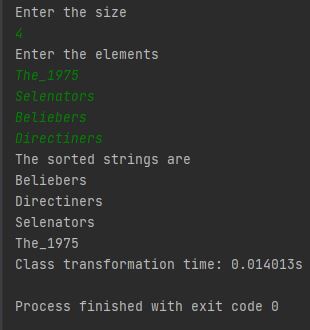 Enter the size
4
Enter the elements
The_1975
Selenators
Beliebers
Directiners
The sorted strings are
Beliebers
Directiners
Selenators
The_1975
Class transformation time: 0.014013s
Process finished with exit code 0